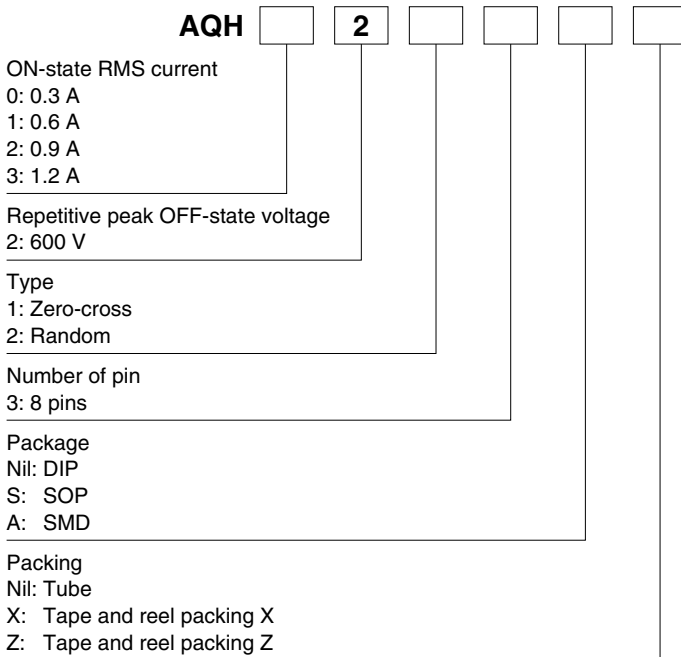 AQH 2
ON-state RMS current
0: 0.3 A
1: 0.6 A
2: 0.9 A
3: 1.2 A
Repetitive peak OFF-state voltage
2: 600 V
Type
1: Zero-cross
2: Random
Number of pin
3: 8 pins
Package
Nil: DIP
S: SOP
A: SMD
Packing
Nil: Tube
X: Tape and reel packing X
Z: Tape and reel packing Z